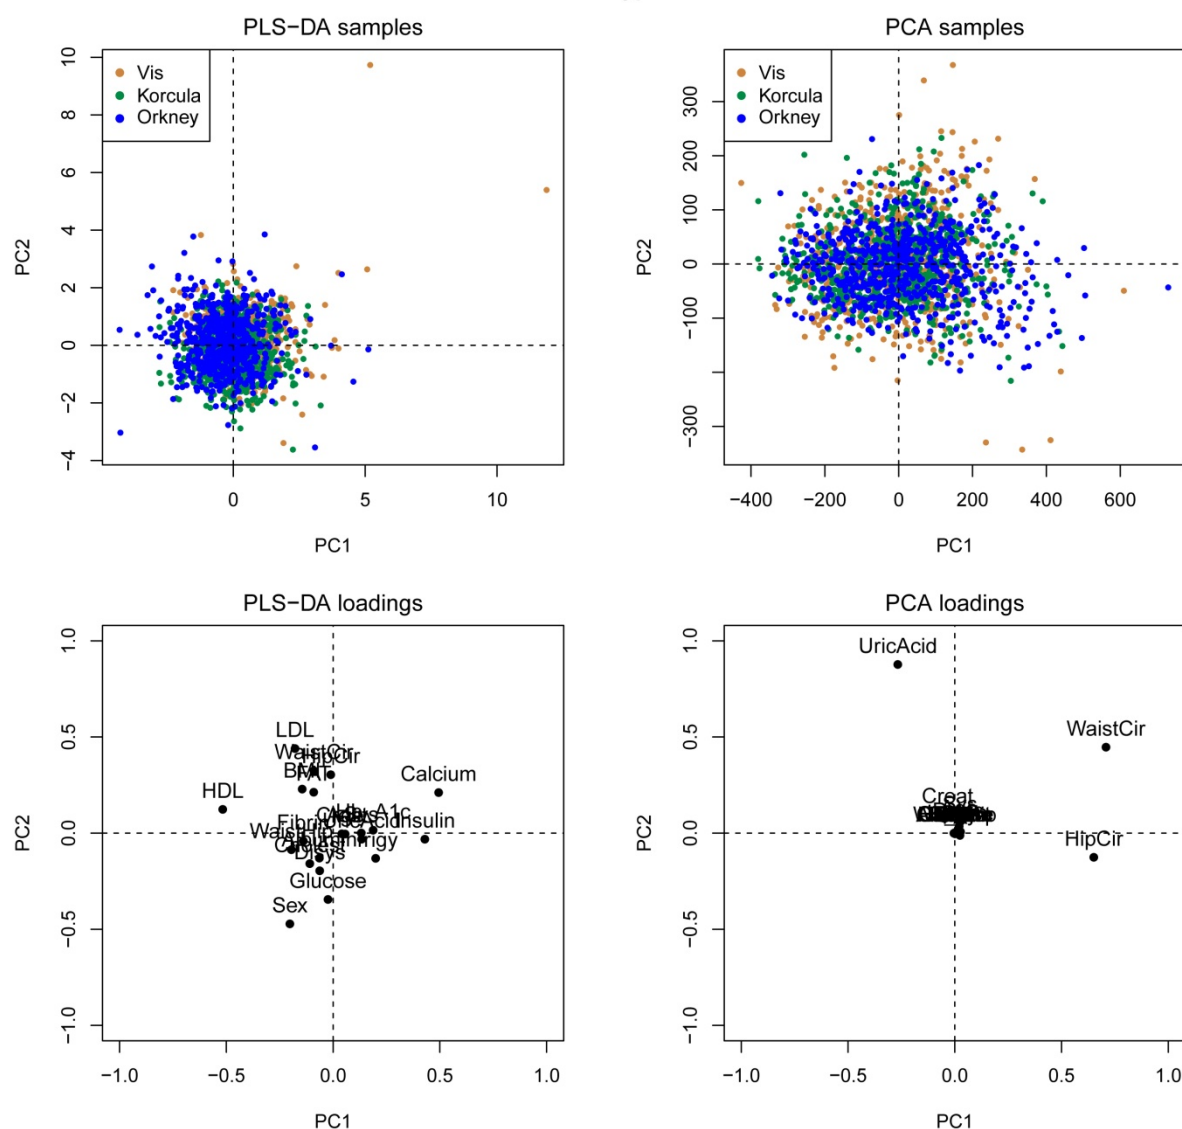 PLS−DA samples
10
8
6
4
2
0
−2
−4
PC2
Vis
Korcula
Orkney
0
5
10
PC1
PCA samples
300
200
100
0
−100
−300
PC2
Vis
Korcula
Orkney
−400
−200
0
200
400
600
PC1
PLS−DA loadings
1.0
0.5
0.0
−0.5
−1.0
PC2
LDL
WaistCir
HipCir
BMI
FAT
HDL
Calcium
Insulin
Glucose
Sex
−1.0
−0.5
0.0
0.5
1.0
PC1
PCA loadings
1.0
0.5
0.0
−0.5
−1.0
PC2
UricAcid
WaistCir
Creat
HipCir
−1.0
−0.5
0.0
0.5
1.0
PC1